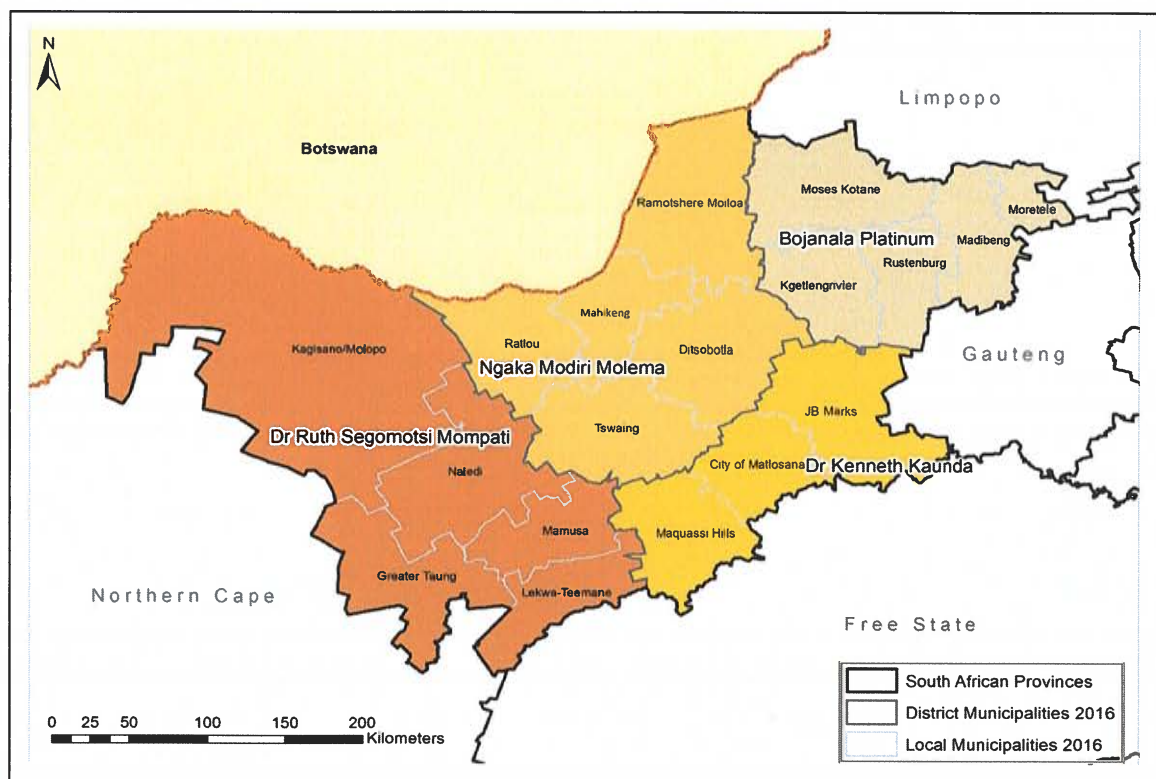 N
Limpopo
Botswana
Moses Kotane
Ramotshere Moiloa
Moretele
Bojanala Platinum
Madibeng
Rustenburg
Kgetlengrivier
Mahikeng
Ratlou
Ditsobotla
Kagisano/Molopo
Gauteng
Ngaka Modiri Molema
JB Marks
Tswaing
Dr Ruth Segomotsi Mompati
City of Matlosana
Dr Kenneth Kaunda
Naledi
Mamusa
Maquassi Hills
Greater Taung
Lekwa-Teemane
Northern Cape
Free State
South African Provinces
District Municipalities 2016
Local Municipalities 2016
0 25 50 100 150 200
Kilometers